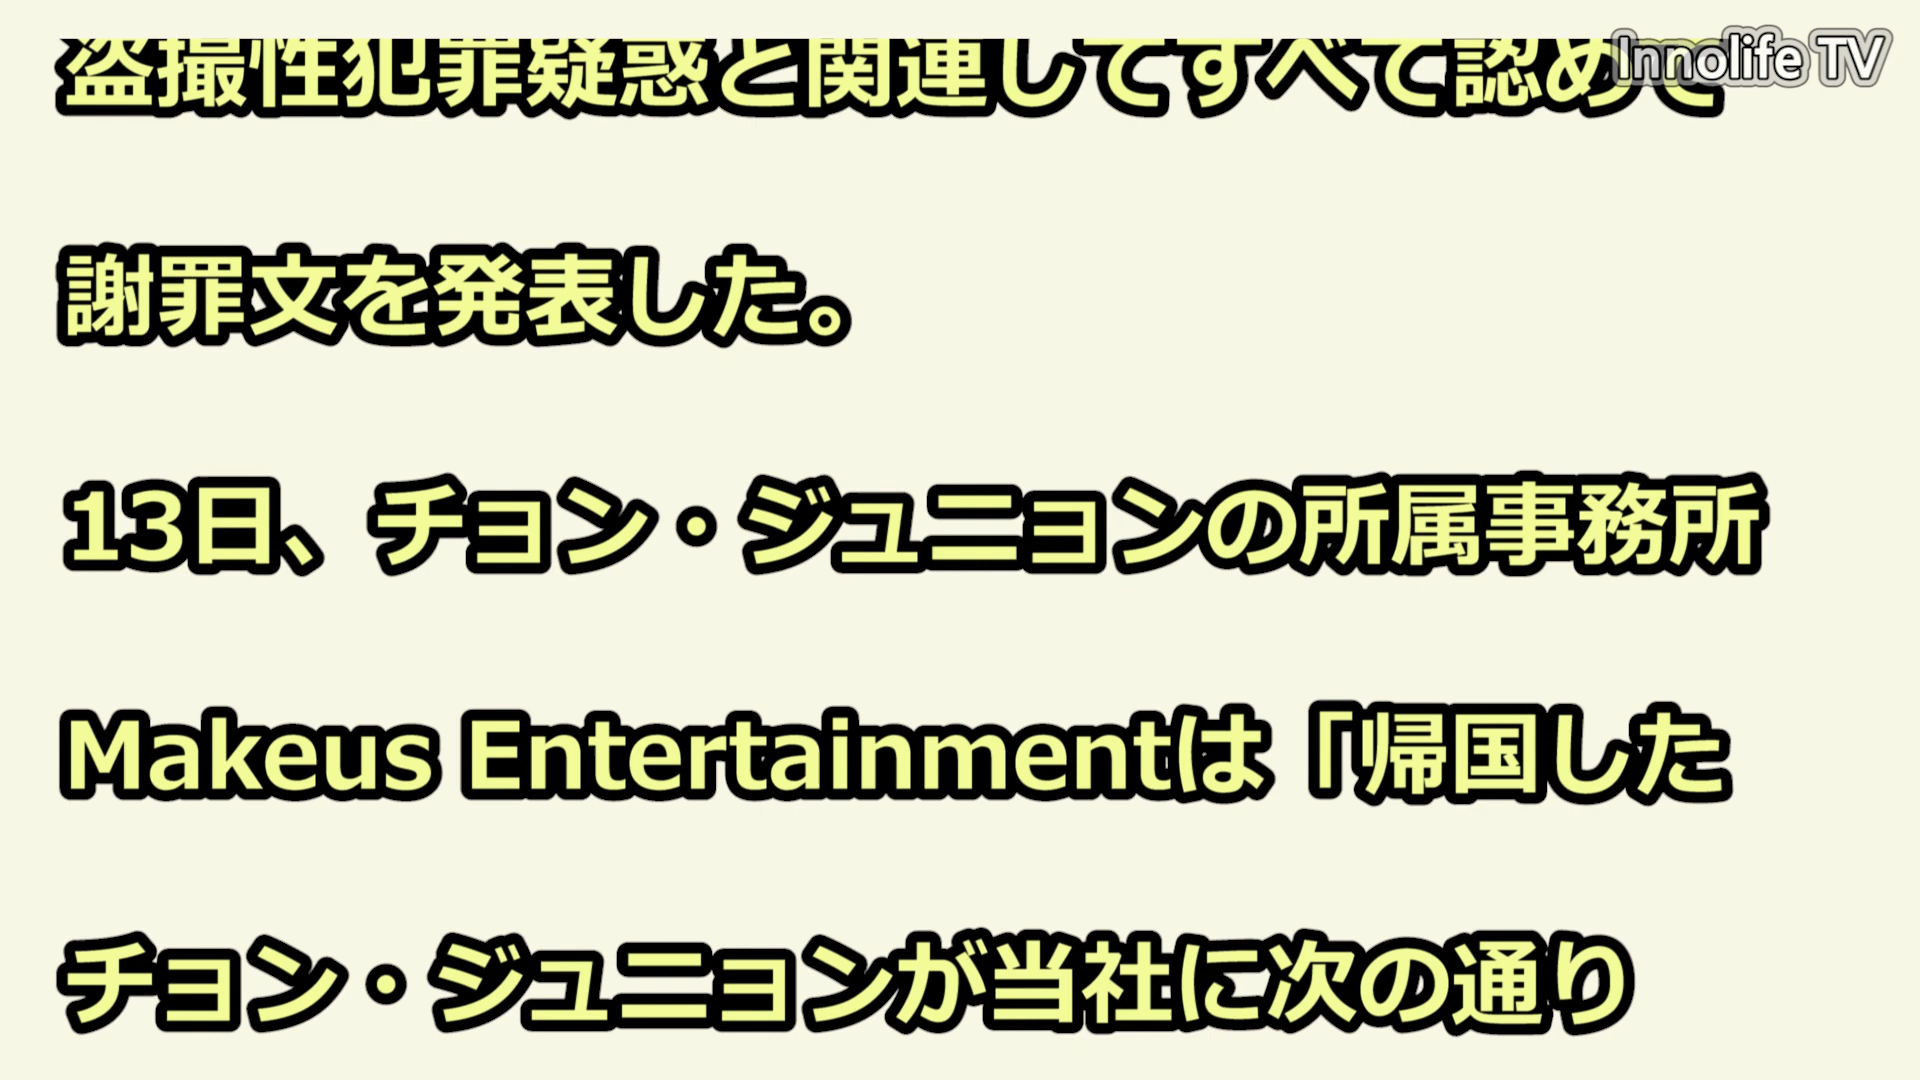 盗撮性犯罪疑惑と関連してすべて認めて
Innolife TV
謝罪文を発表した。
13日、チョン・ジュニョンの所属事務所
Makeus Entertainmentは「帰国した
チョン・ジュニョンが当社に次の通り